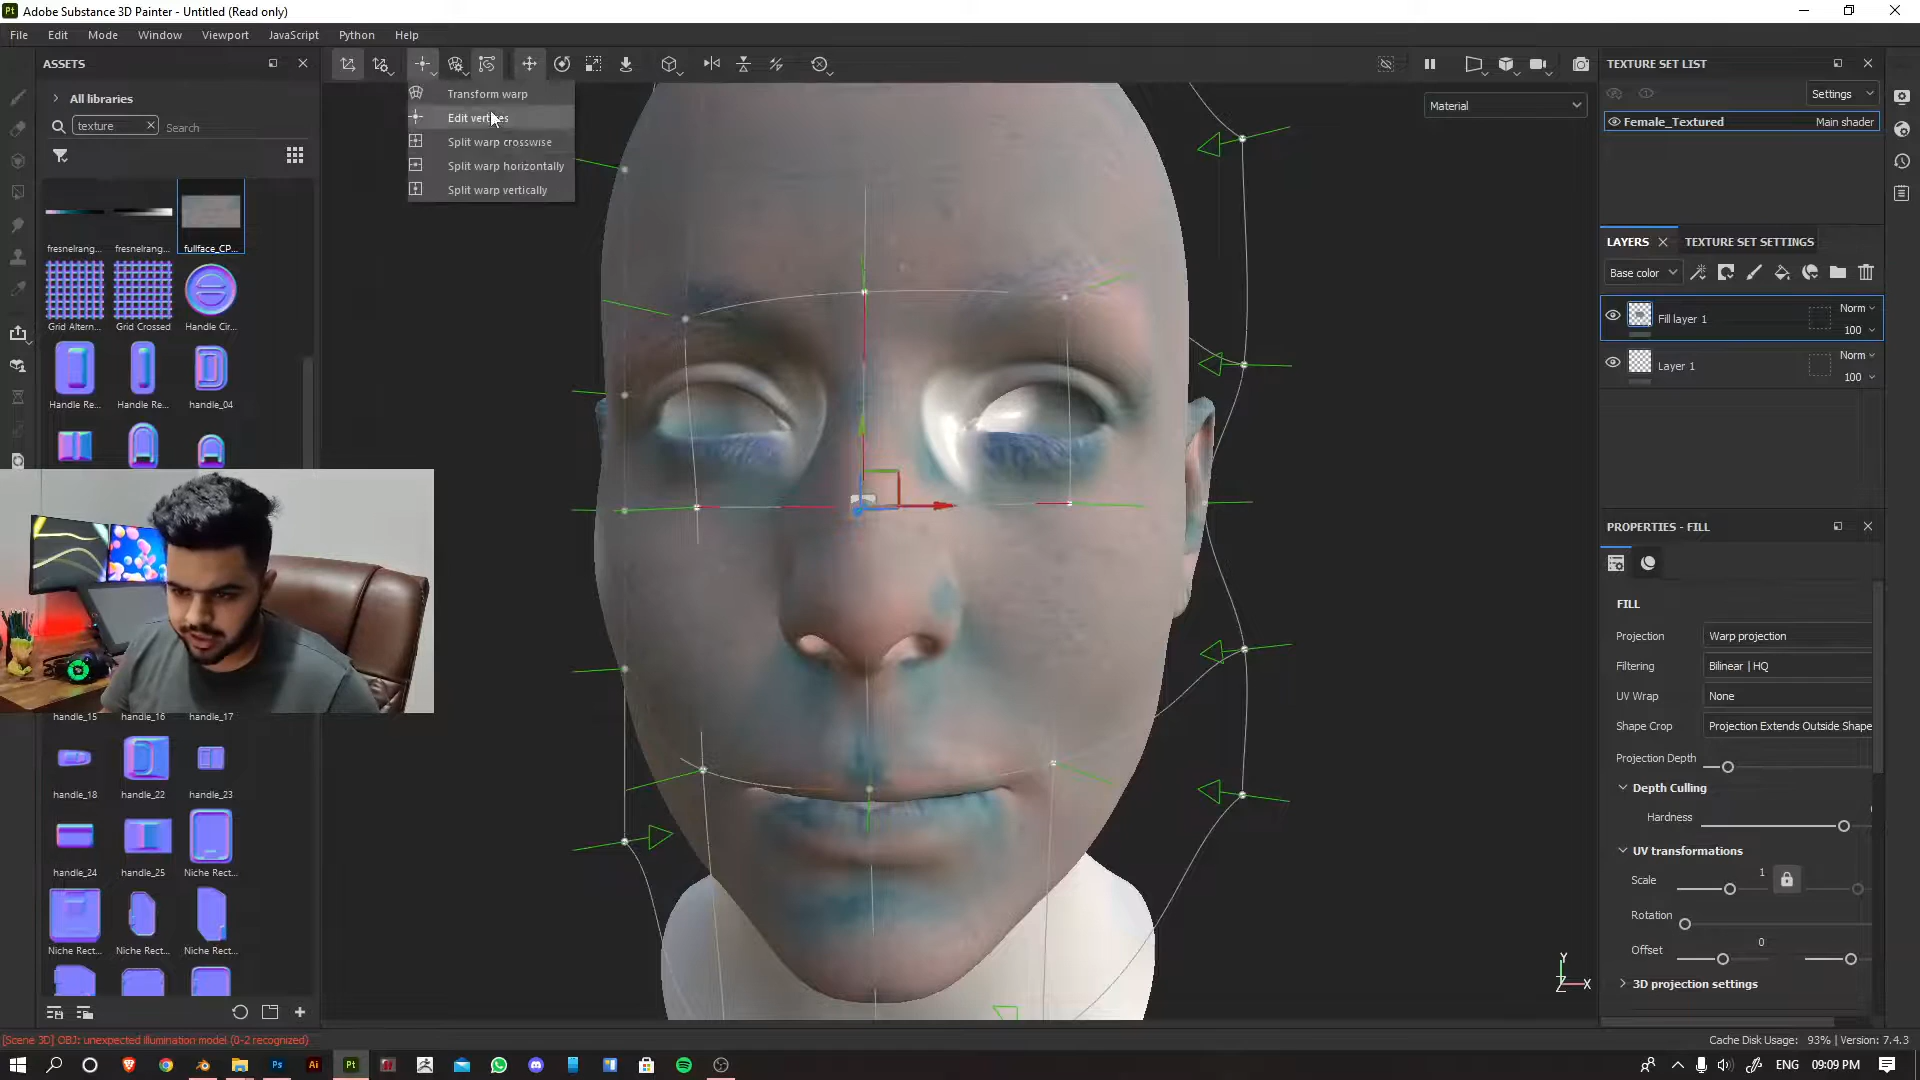 Pt Adobe Substance 3D Painter - Untitled (Read only)
File Edit Mode Window Viewport JavaScript Python Help
ASSETS
All libraries
texture
Search
fresnelrang... fresnelrang... fullface_CP...
Grid Altern... Grid Crossed Handle Cir...
Handle Re... Handle Re... handle_04
handle_15 handle_16 handle_17
handle_18 handle_22 handle_23
handle_24 handle_25 Niche Rect...
Niche Rect... Niche Rect... Niche Rect...
Transform warp
Edit vertices
Split warp crosswise
Split warp horizontally
Split warp vertically
Material
Y
Z X
TEXTURE SET LIST
Settings
Female_Textured Main shader
LAYERS TEXTURE SET SETTINGS
Base color
Fill layer 1 Norm
100
Layer 1 Norm
100
PROPERTIES - FILL
FILL
Projection Warp projection
Filtering Bilinear | HQ
UV Wrap None
Shape Crop Projection Extends Outside Shape
Projection Depth
Depth Culling
Hardness
UV transformations
Scale 1
Rotation
Offset 0
3D projection settings
[Scene 3D] OBJ: unexpected illumination model (0-2 recognized)
Cache Disk Usage: 93% | Version: 7.4.3
Ps Ai Pt
ENG 09:09 PM